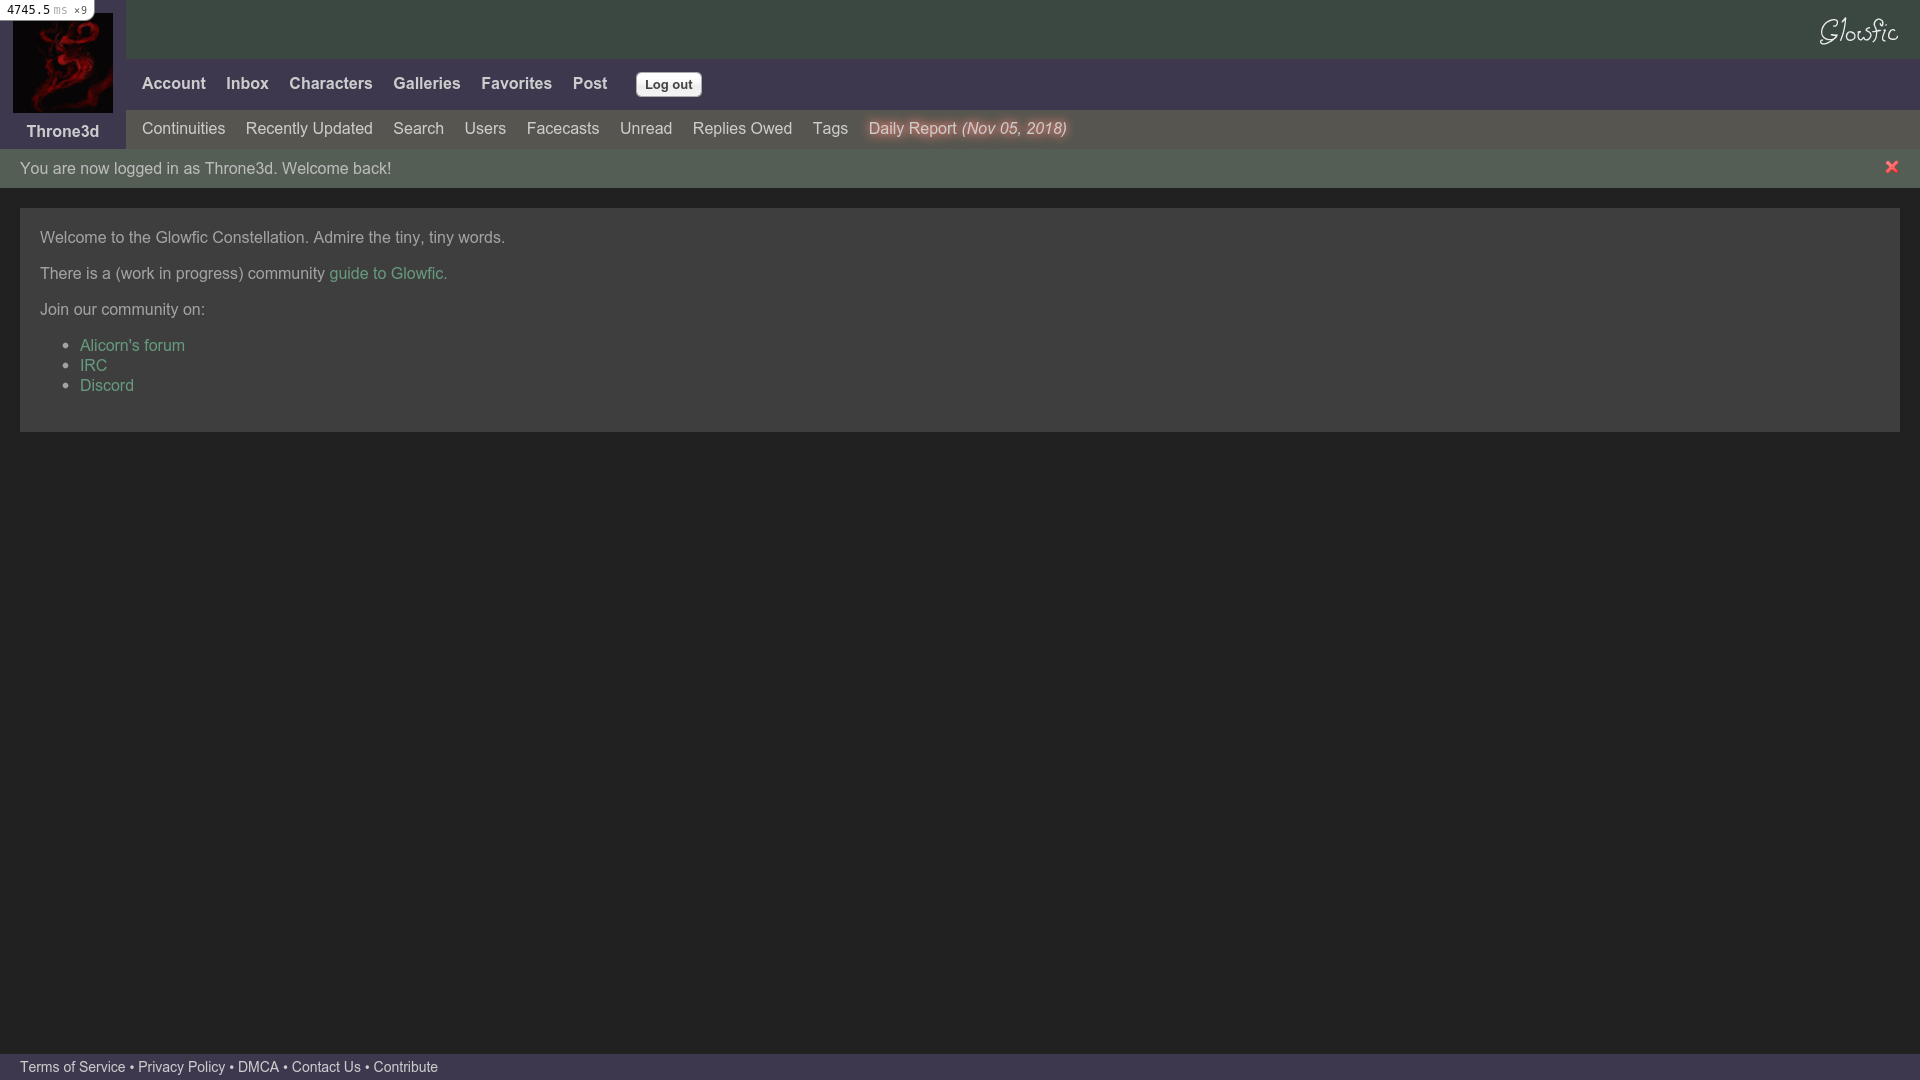 4745.5 ms ×9
Glowfic
Account Inbox Characters Galleries Favorites Post Log out
Throne3d
Continuities Recently Updated Search Users Facecasts Unread Replies Owed Tags Daily Report (Nov 05, 2018)
You are now logged in as Throne3d. Welcome back!
Welcome to the Glowfic Constellation. Admire the tiny, tiny words.
There is a (work in progress) community guide to Glowfic.
Join our community on:
• Alicorn's forum
• IRC
• Discord
Terms of Service • Privacy Policy • DMCA • Contact Us • Contribute